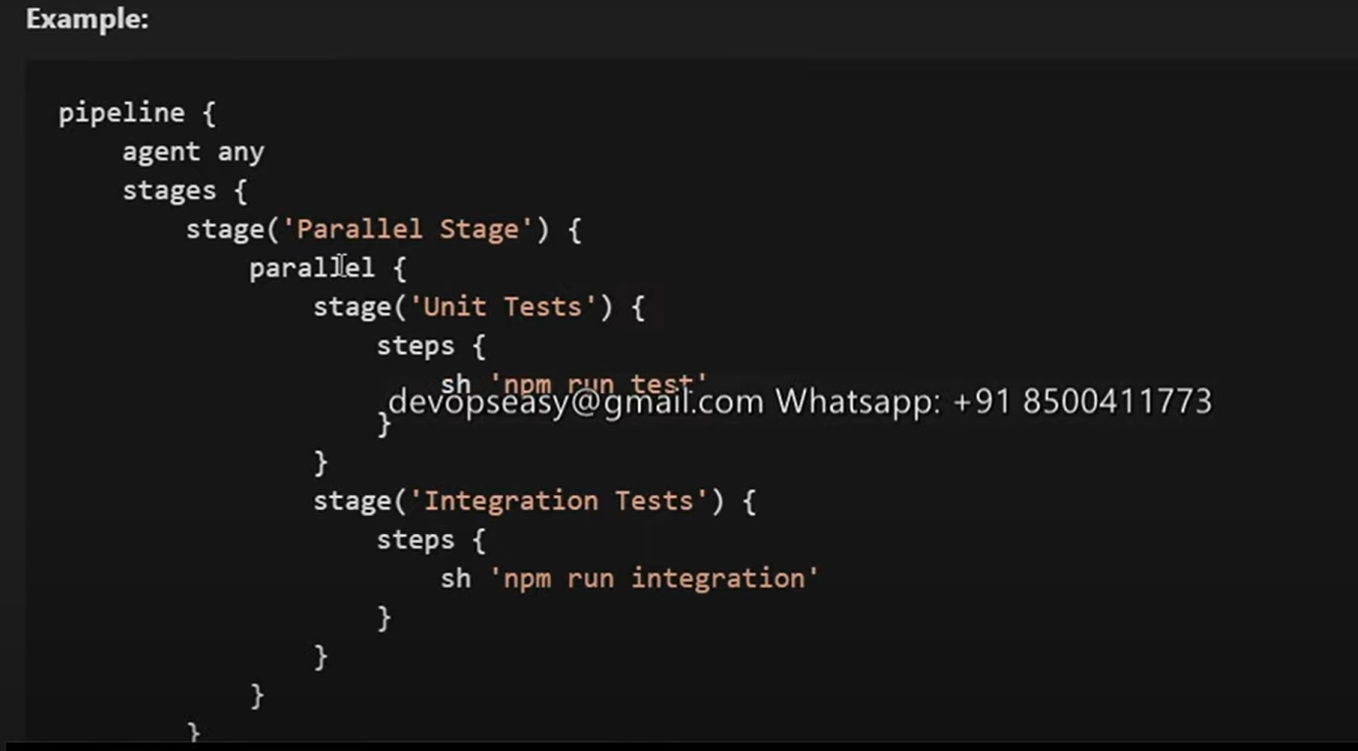 Example:
pipeline {
agent any
stages {
stage('Parallel Stage') {
parallel {
stage('Unit Tests') {
steps {
sh 'npm run test'
devopseasy@gmail.com Whatsapp: +91 8500411773
}
}
stage('Integration Tests') {
steps {
sh 'npm run integration'
}
}
}
}